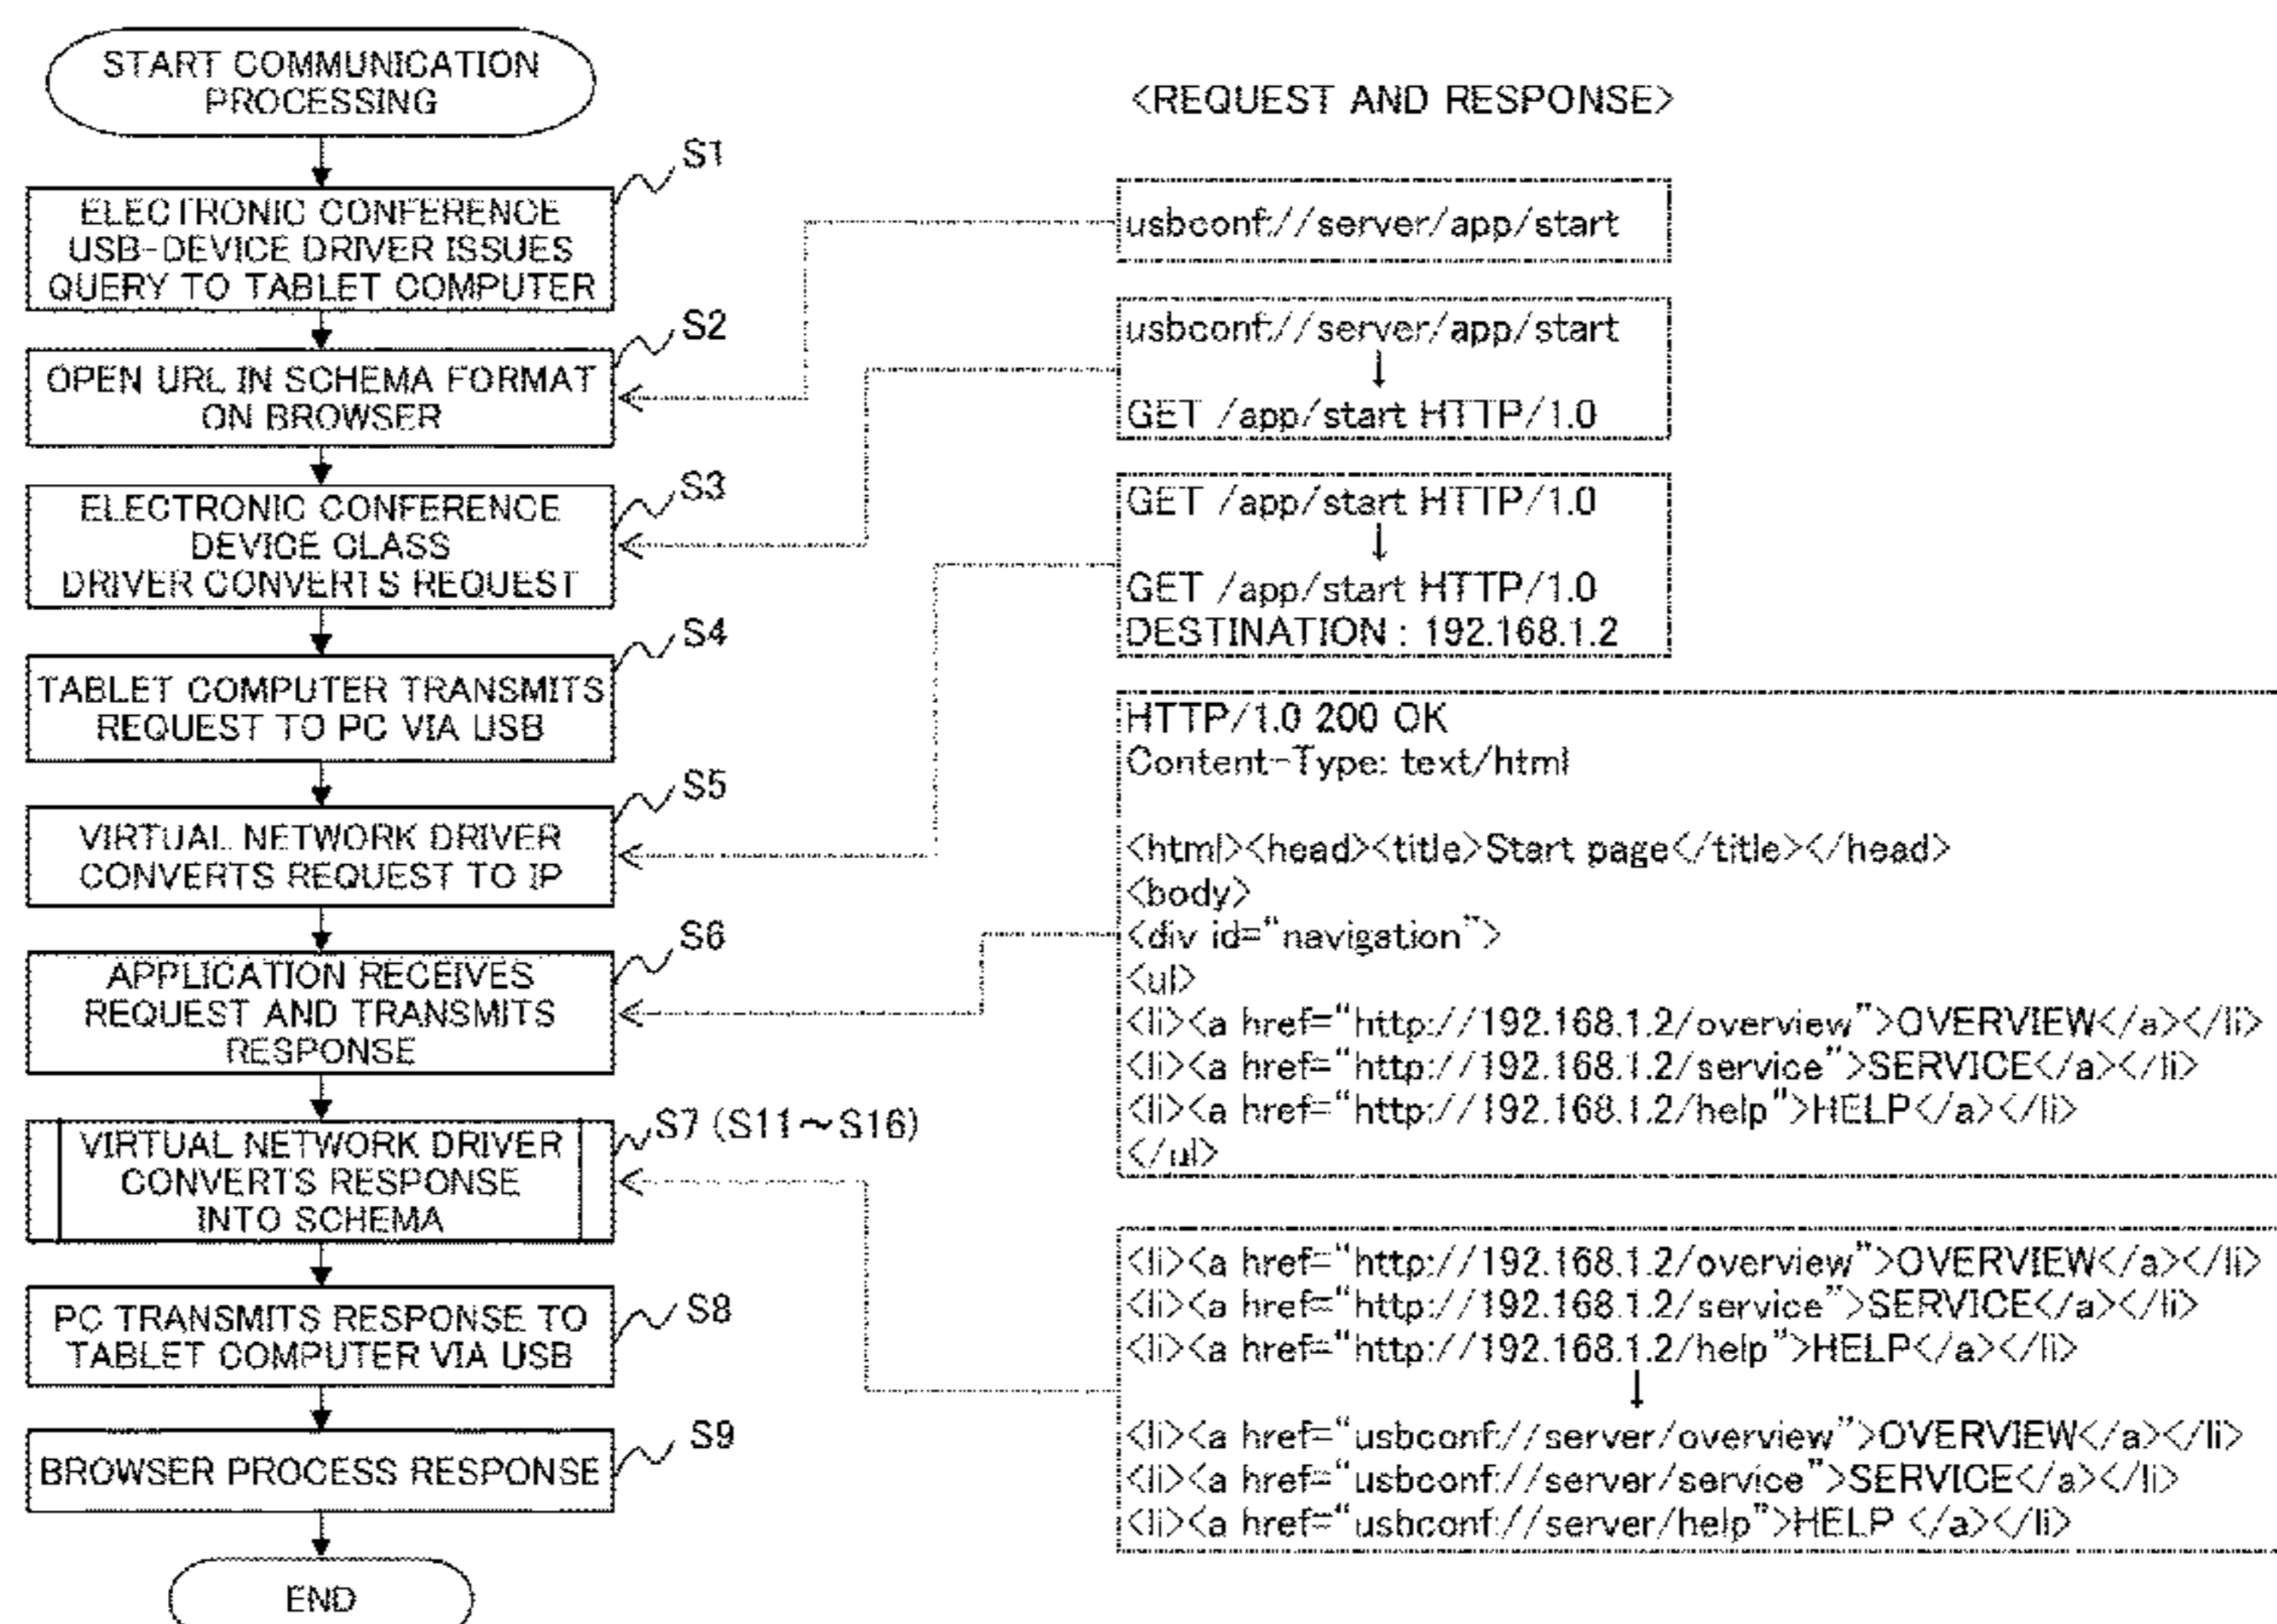 START COMMUNICATION
PROCESSING
S1
ELECTRONIC CONFERENCE
USB-DEVICE DRIVER ISSUES
QUERY TO TABLET COMPUTER
S2
OPEN URL IN SCHEMA FORMAT
ON BROWSER
S3
ELECTRONIC CONFERENCE
DEVICE CLASS
DRIVER CONVERTS REQUEST
S4
TABLET COMPUTER TRANSMITS
REQUEST TO PC VIA USB
S5
VIRTUAL NETWORK DRIVER
CONVERTS REQUEST TO IP
S6
APPLICATION RECEIVES
REQUEST AND TRANSMITS
RESPONSE
S7 (S11～S16)
VIRTUAL NETWORK DRIVER
CONVERTS RESPONSE
INTO SCHEMA
S8
PC TRANSMITS RESPONSE TO
TABLET COMPUTER VIA USB
S9
BROWSER PROCESS RESPONSE
END
<REQUEST AND RESPONSE>
usbconf://server/app/start
usbconf://server/app/start
↓
GET /app/start HTTP/1.0
GET /app/start HTTP/1.0
↓
GET /app/start HTTP/1.0
DESTINATION : 192.168.1.2
HTTP/1.0 200 OK
Content-Type: text/html
<html><head><title>Start page</title></head>
<body>
<div id="navigation">
<ul>
<li><a href="http://192.168.1.2/overview">OVERVIEW</a></li>
<li><a href="http://192.168.1.2/service">SERVICE</a></li>
<li><a href="http://192.168.1.2/help">HELP</a></li>
</ul>
<li><a href="http://192.168.1.2/overview">OVERVIEW</a></li>
<li><a href="http://192.168.1.2/service">SERVICE</a></li>
<li><a href="http://192.168.1.2/help">HELP</a></li>
↓
<li><a href="usbconf://server/overview">OVERVIEW</a></li>
<li><a href="usbconf://server/service">SERVICE</a></li>
<li><a href="usbconf://server/help">HELP </a></li>